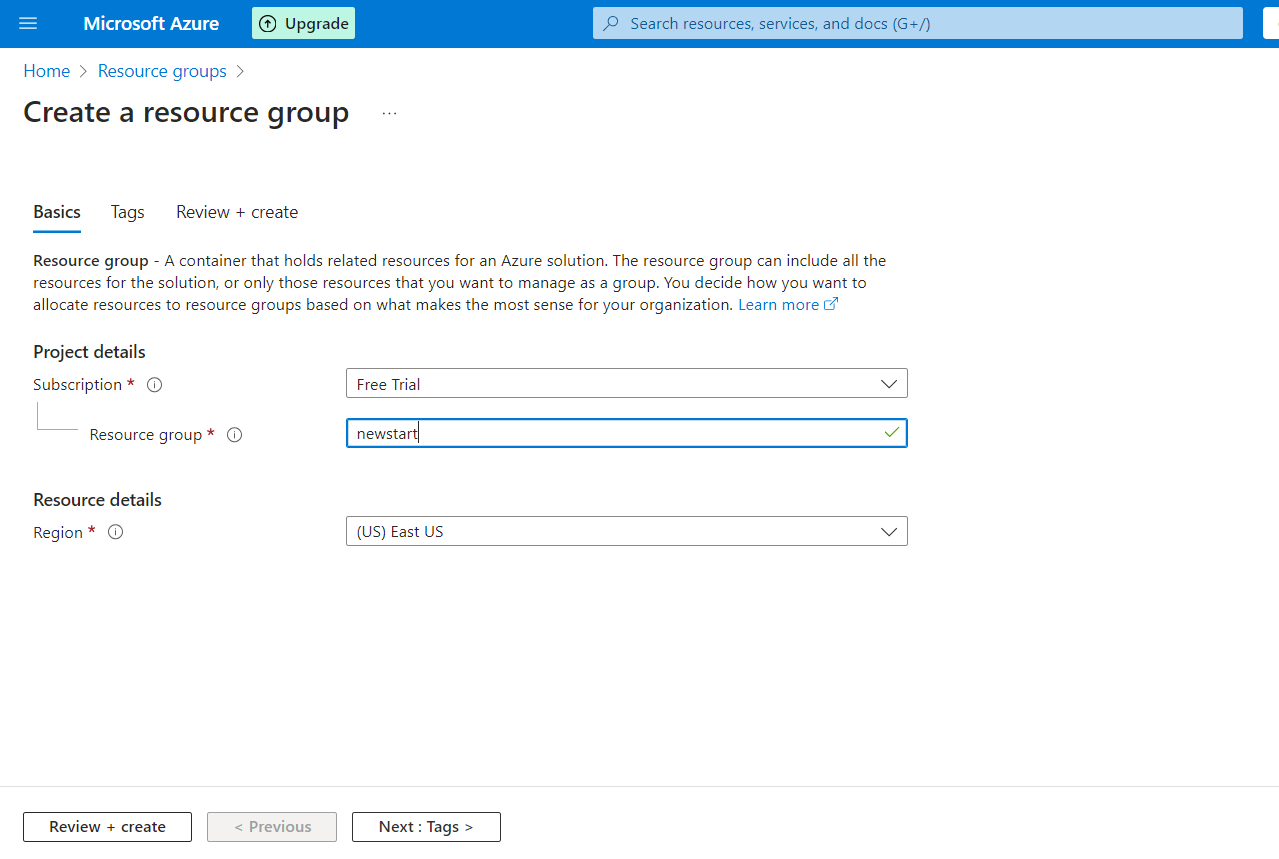 Microsoft Azure
Upgrade
Search resources, services, and docs (G+/)
Home
Resource groups
Create a resource group
...
Basics
Tags
Review + create
Resource group - A container that holds related resources for an Azure solution. The resource group can include all the
resources for the solution, or only those resources that you want to manage as a group. You decide how you want to
allocate resources to resource groups based on what makes the most sense for your organization. Learn more
Project details
Subscription *
Free Trial
Resource group *
newstart
Resource details
Region *
(US) East US
Review + create
< Previous
Next : Tags >